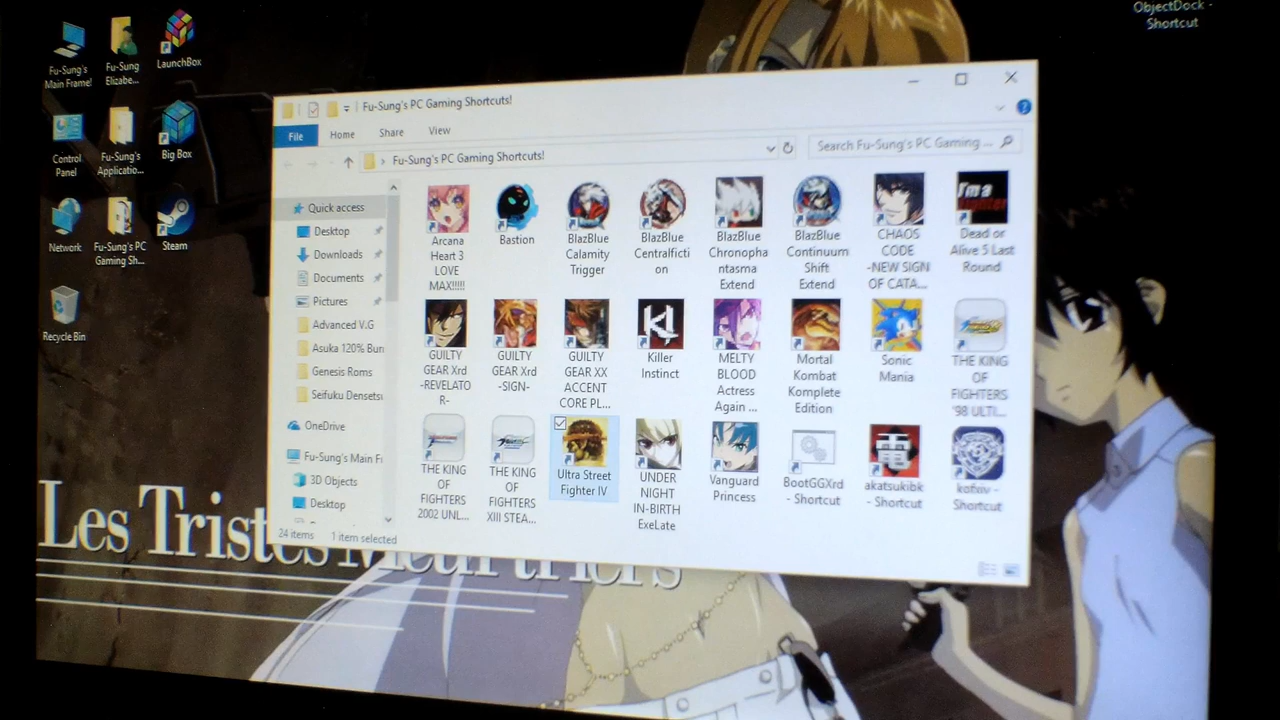 ObjectDock -
Shortcut
Fu-Sung's
Main Frame!
Fu-Sung
Elizabe...
LaunchBox
Control
Panel
Fu-Sung's
Applicatio...
Big Box
Network
Fu-Sung's PC
Gaming Sh...
Steam
Recycle Bin
Fu-Sung's PC Gaming Shortcuts!
File Home Share View
Fu-Sung's PC Gaming Shortcuts!
Search Fu-Sung's PC Gaming ...
Quick access
Desktop
Downloads
Documents
Pictures
Advanced V.G
Asuka 120% Bur
Genesis Roms
Seifuku Densets
OneDrive
Fu-Sung's Main Fr
3D Objects
Desktop
Arcana
Heart 3
LOVE
MAX!!!!!
Bastion
BlazBlue
Calamity
Trigger
BlazBlue
Centralficti
on
BlazBlue
Chronopha
ntasma
Extend
BlazBlue
Continuum
Shift
Extend
CHAOS
CODE
-NEW SIGN
OF CATA...
I'm a
Fighter
Dead or
Alive 5 Last
Round
GUILTY
GEAR Xrd
-REVELATO
R-
GUILTY
GEAR Xrd
-SIGN-
GUILTY
GEAR XX
ACCENT
CORE PL...
Killer
Instinct
MELTY
BLOOD
Actress
Again ...
Mortal
Kombat
Komplete
Edition
Sonic
Mania
THE KING
OF
FIGHTERS
'98 ULTI...
THE KING
OF
FIGHTERS
2002 UNL...
THE KING
OF
FIGHTERS
XIII STEA...
Ultra Street
Fighter IV
UNDER
NIGHT
IN-BIRTH
ExeLate
Vanguard
Princess
BootGGXrd
- Shortcut
akatsukibk
- Shortcut
kofxiv -
Shortcut
24 items 1 item selected
Les Tristes Meurtriers